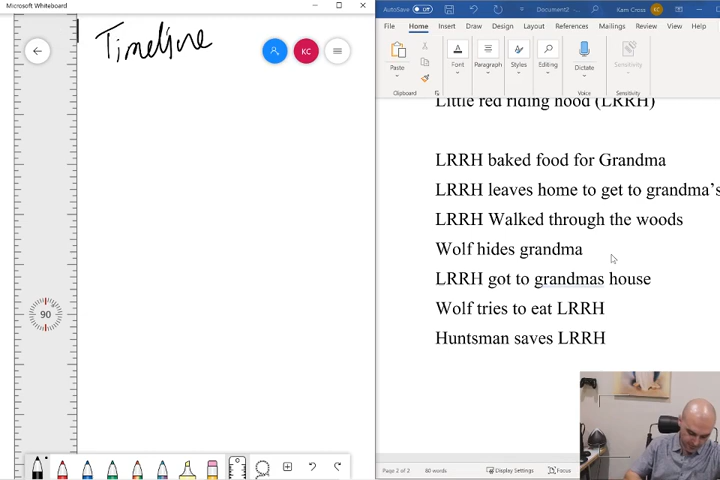 Microsoft Whiteboard
Timeline
KC
90
AutoSave Off
Document2 -
Kam Cross
KC
File Home Insert Draw Design Layout References Mailings Review View Help
Paste
Font
Paragraph
Styles
Editing
Dictate
Sensitivity
Clipboard
Voice
Sensitivity
Little red riding hood (LRRH)
LRRH baked food for Grandma
LRRH leaves home to get to grandma's
LRRH Walked through the woods
Wolf hides grandma
LRRH got to grandmas house
Wolf tries to eat LRRH
Huntsman saves LRRH
Page 2 of 2 60 words Display Settings Focus